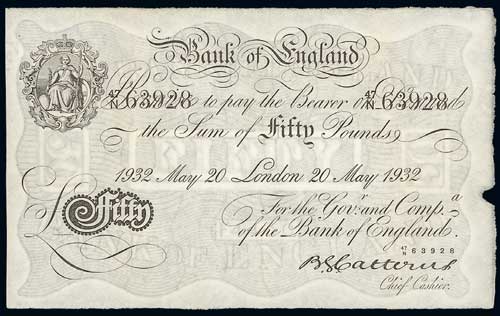 Bank of England
47/N 63928 to pay the Bearer on 47/N 63928
the Sum of Fifty Pounds
1932 May 20 London 20 May 1932
For the Gov.r and Comp.a
of the Bank of England.
£ Fifty
47/N 63928
B.G. Catterns
Chief Cashier.